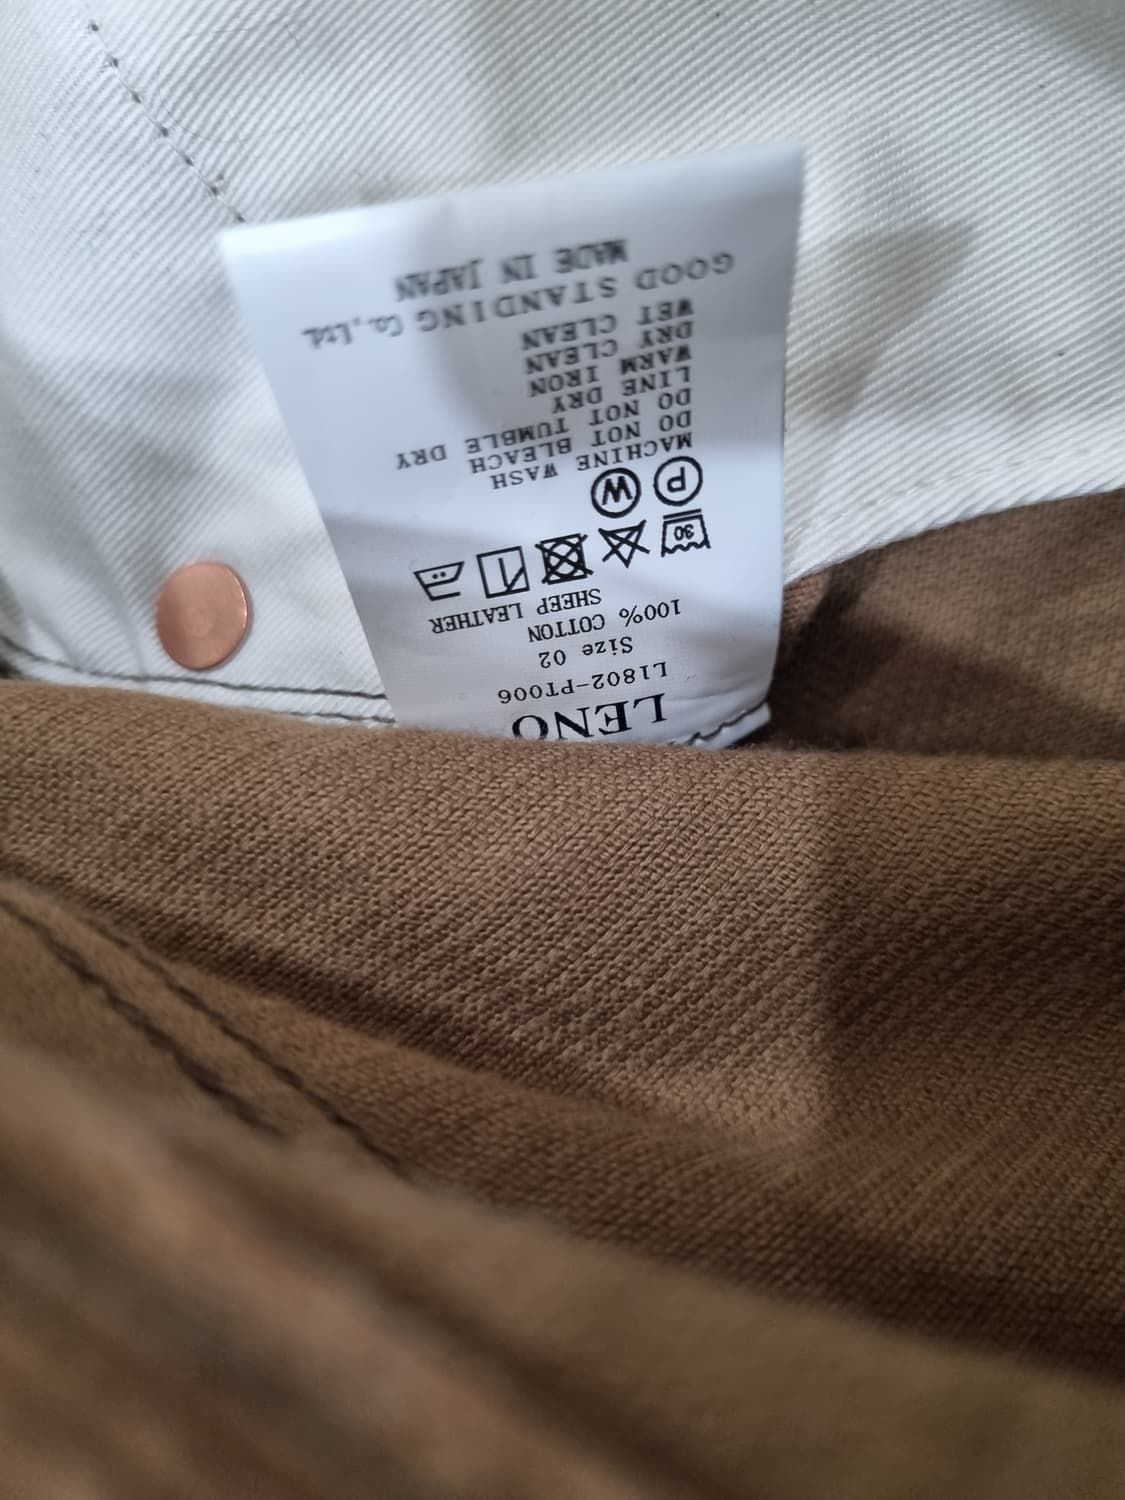 LENO
L1802-PT006
Size 02
100% COTTON
SHEEP LEATHER
30
P W
MACHINE WASH
DO NOT BLEACH
DO NOT TUMBLE DRY
LINE DRY
WARM IRON
DRY CLEAN
WET CLEAN
GOOD STANDING Co.,Ltd.
MADE IN JAPAN